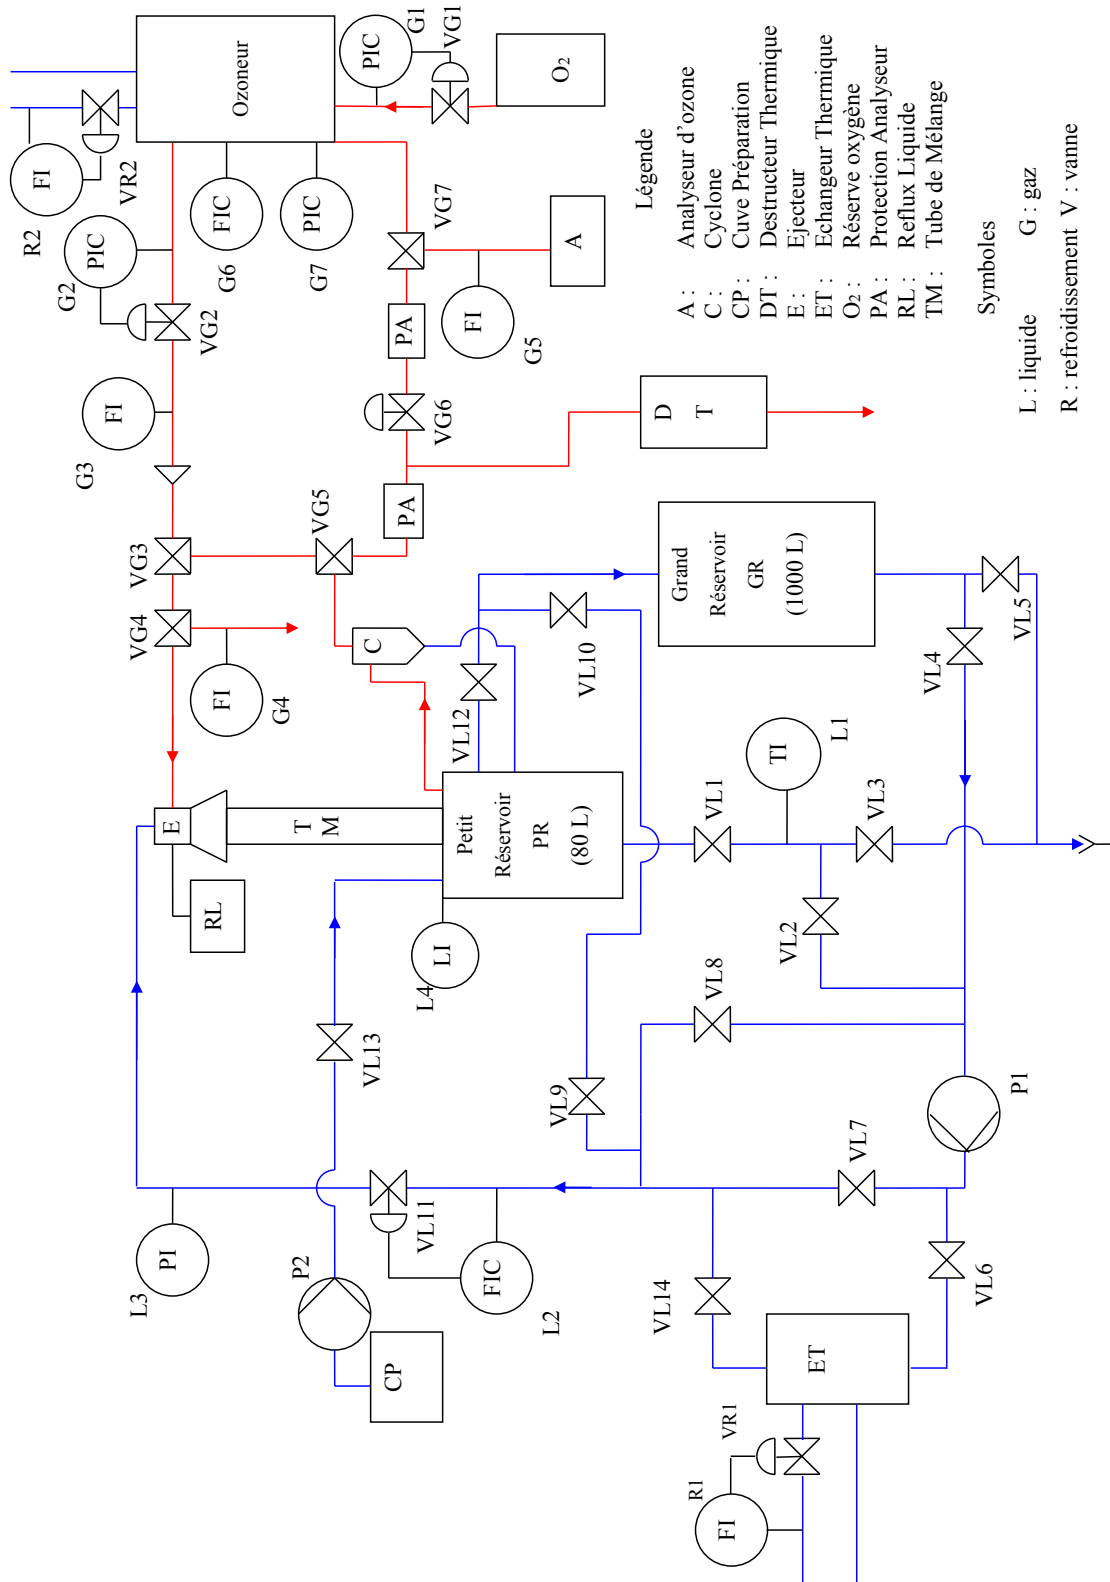 R2
FI
VR2
G2
PIC
VG2
G3
FI
VG3
VG4
L3
PI
E
RL
FI
G4
G6
FIC
G7
PIC
Ozoneur
G1
PIC
VG1
O₂
P2
CP
VL13
T M
VG5
C
PA
VG6
PA
VG7
G5
FI
A
L2
FIC
VL11
L4
LI
Petit
Réservoir
PR
(80 L)
VL12
VL10
VL9
D
T
Grand
Réservoir
GR
(1000 L)
VL14
VL8
VL1
VL2
TI
L1
VL3
VL4
VL5
R1
FI
VR1
ET
VL6
VL7
P1
Légende
A : Analyseur d'ozone
C : Cyclone
CP : Cuve Préparation
DT : Destructeur Thermique
E : Ejecteur
ET : Echangeur Thermique
O₂ : Réserve oxygène
PA : Protection Analyseur
RL : Reflux Liquide
TM : Tube de Mélange
Symboles
L : liquide G : gaz
R : refroidissement V : vanne